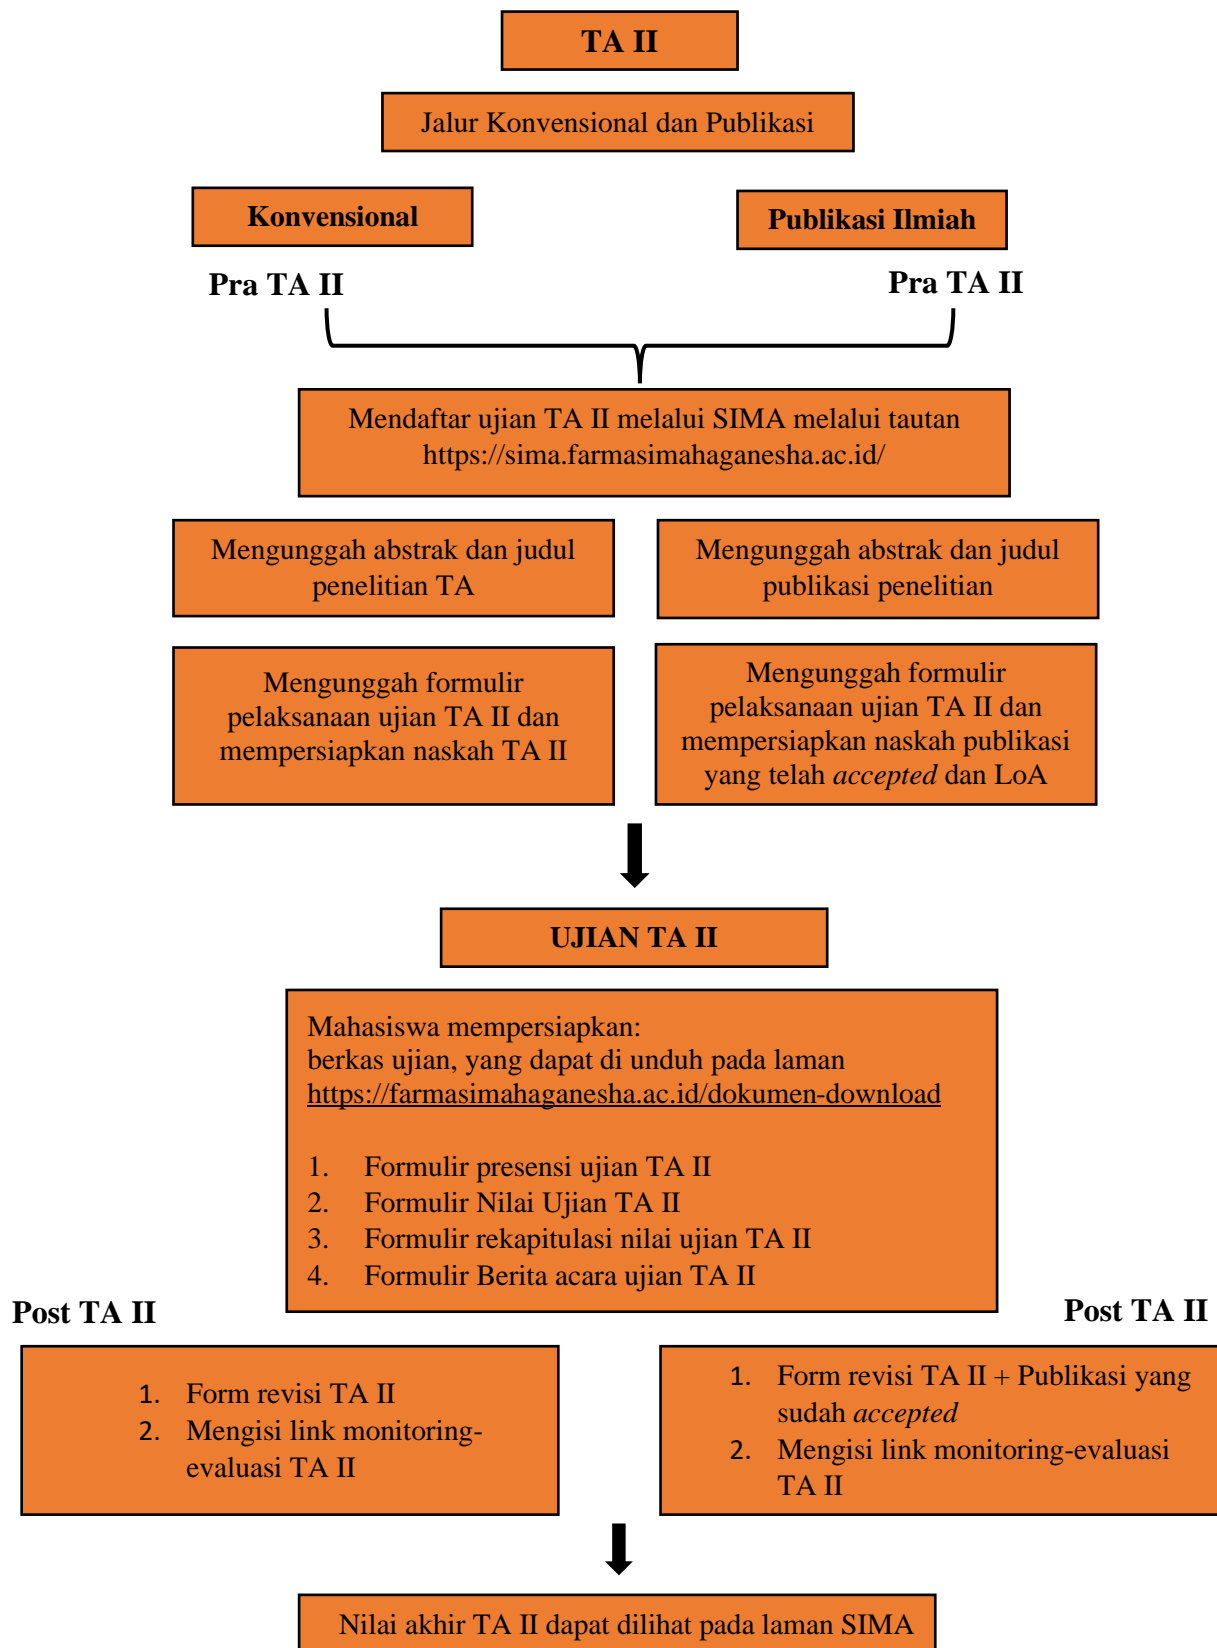 TA II
Jalur Konvensional dan Publikasi
Konvensional
Publikasi Ilmiah
Pra TA II
Pra TA II
Mendaftar ujian TA II melalui SIMA melalui tautan
https://sima.farmasimahaganesha.ac.id/
Mengunggah abstrak dan judul
penelitian TA
Mengunggah abstrak dan judul
publikasi penelitian
Mengunggah formulir
pelaksanaan ujian TA II dan
mempersiapkan naskah TA II
Mengunggah formulir
pelaksanaan ujian TA II dan
mempersiapkan naskah publikasi
yang telah accepted dan LoA
UJIAN TA II
Mahasiswa mempersiapkan:
berkas ujian, yang dapat di unduh pada laman
https://farmasimahaganesha.ac.id/dokumen-download
1. Formulir presensi ujian TA II
2. Formulir Nilai Ujian TA II
3. Formulir rekapitulasi nilai ujian TA II
4. Formulir Berita acara ujian TA II
Post TA II
Post TA II
1. Form revisi TA II
2. Mengisi link monitoring-
evaluasi TA II
1. Form revisi TA II + Publikasi yang
sudah accepted
2. Mengisi link monitoring-evaluasi
TA II
Nilai akhir TA II dapat dilihat pada laman SIMA